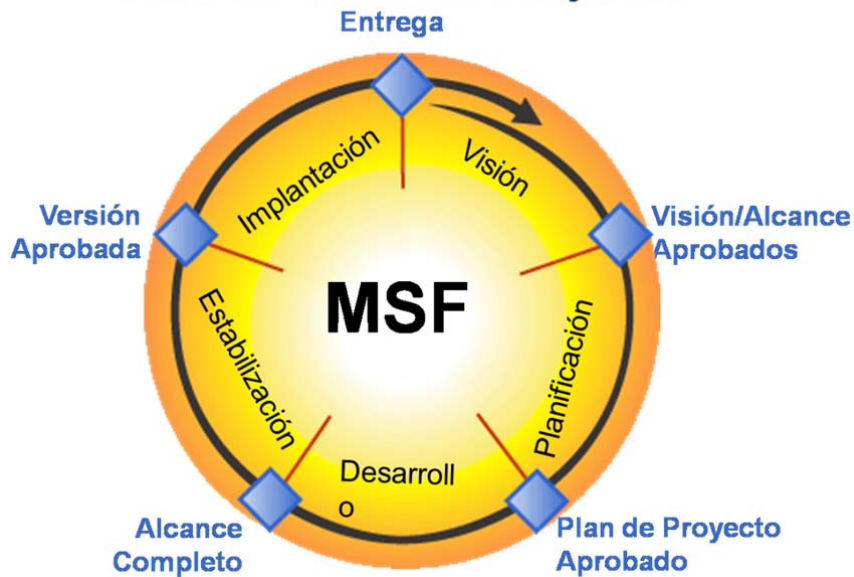 Entrega
Implantación
Visión
Versión
Aprobada
Visión/Alcance
Aprobados
MSF
Estabilización
Planificación
Desarroll
o
Alcance
Completo
Plan de Proyecto
Aprobado